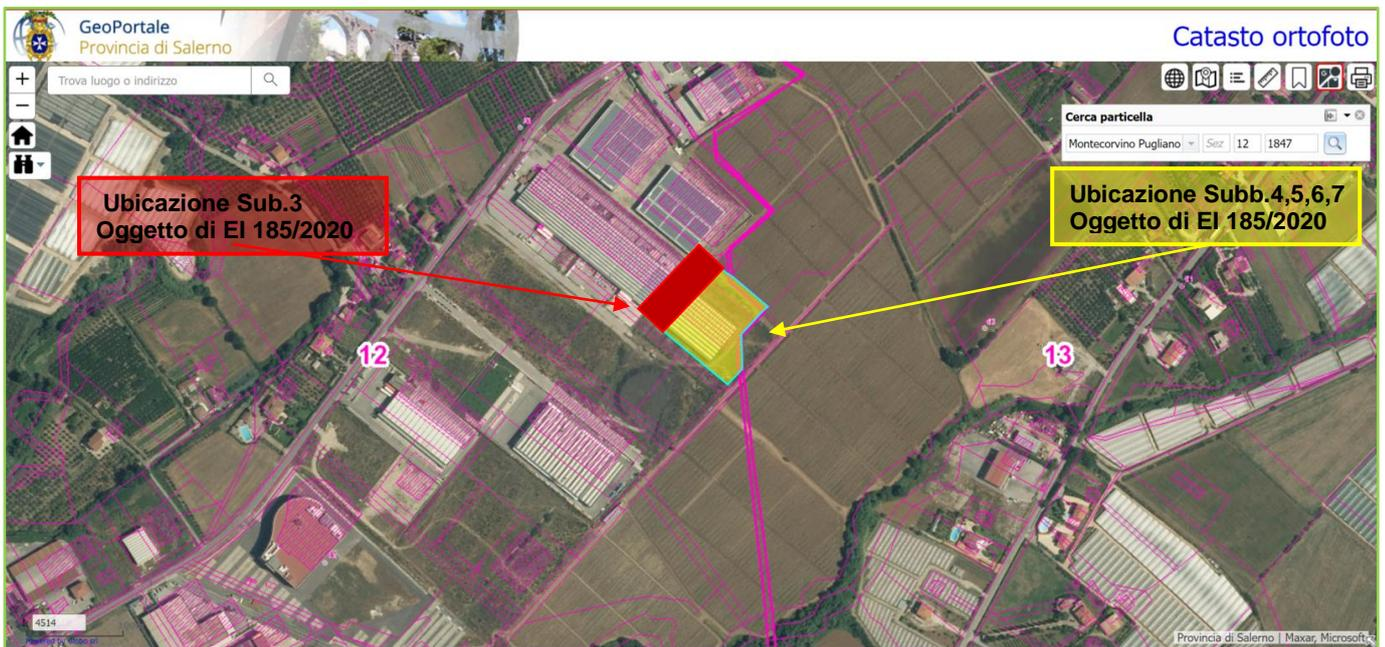 GeoPortale
Provincia di Salerno
Catasto ortofoto
Trova luogo o indirizzo
Cerca particella
Montecorvino Pugliano Sez 12 1847
Ubicazione Sub.3
Oggetto di EI 185/2020
Ubicazione Subb.4,5,6,7
Oggetto di EI 185/2020
12
13
4514
Provincia di Salerno | Maxar, Microsoft